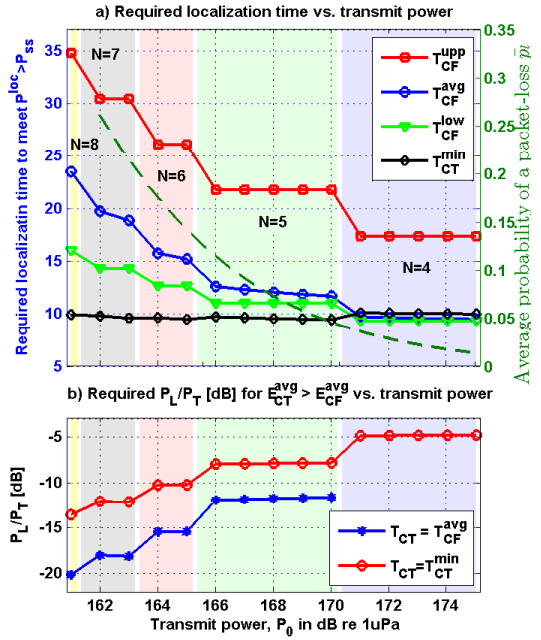 a) Required localization time vs. transmit power
Required localizatin time to meet P^loc>P_ss
35
30
25
20
15
10
5
N=7
N=8
N=6
N=5
N=4
T_CF^upp
T_CF^avg
T_CF^low
T_CT^min
0.35
0.3
0.25
0.2
0.15
0.1
0.05
0
Average probability of a packet-loss p̄_l
b) Required P_L/P_T [dB] for E_CT^avg > E_CF^avg vs. transmit power
P_L/P_T [dB]
-5
-10
-15
-20
T_CT = T_CF^avg
T_CT=T_CT^min
162 164 166 168 170 172 174
Transmit power, P_0 in dB re 1uPa